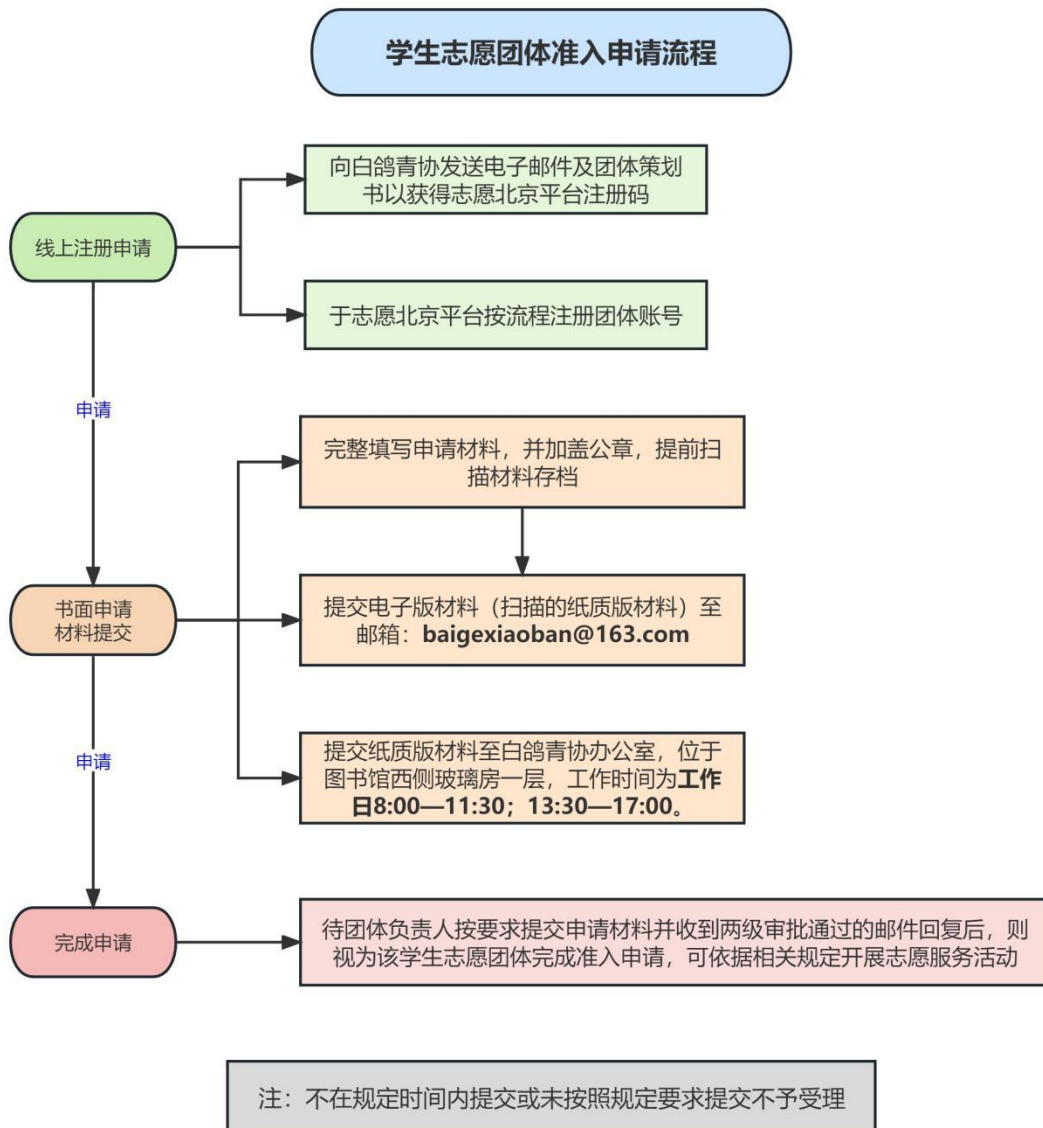 学生志愿团体准入申请流程
向白鸽青协发送电子邮件及团体策划
书以获得志愿北京平台注册码
线上注册申请
于志愿北京平台按流程注册团体账号
申请
完整填写申请材料，并加盖公章，提前扫
描材料存档
书面申请
材料提交
提交电子版材料（扫描的纸质版材料）至
邮箱：baigexiaoban@163.com
申请
提交纸质版材料至白鸽青协办公室，位于
图书馆西侧玻璃房一层，工作时间为工作
日8:00—11:30；13:30—17:00。
完成申请
待团体负责人按要求提交申请材料并收到两级审批通过的邮件回复后，则
视为该学生志愿团体完成准入申请，可依据相关规定开展志愿服务活动
注：不在规定时间内提交或未按照规定要求提交不予受理